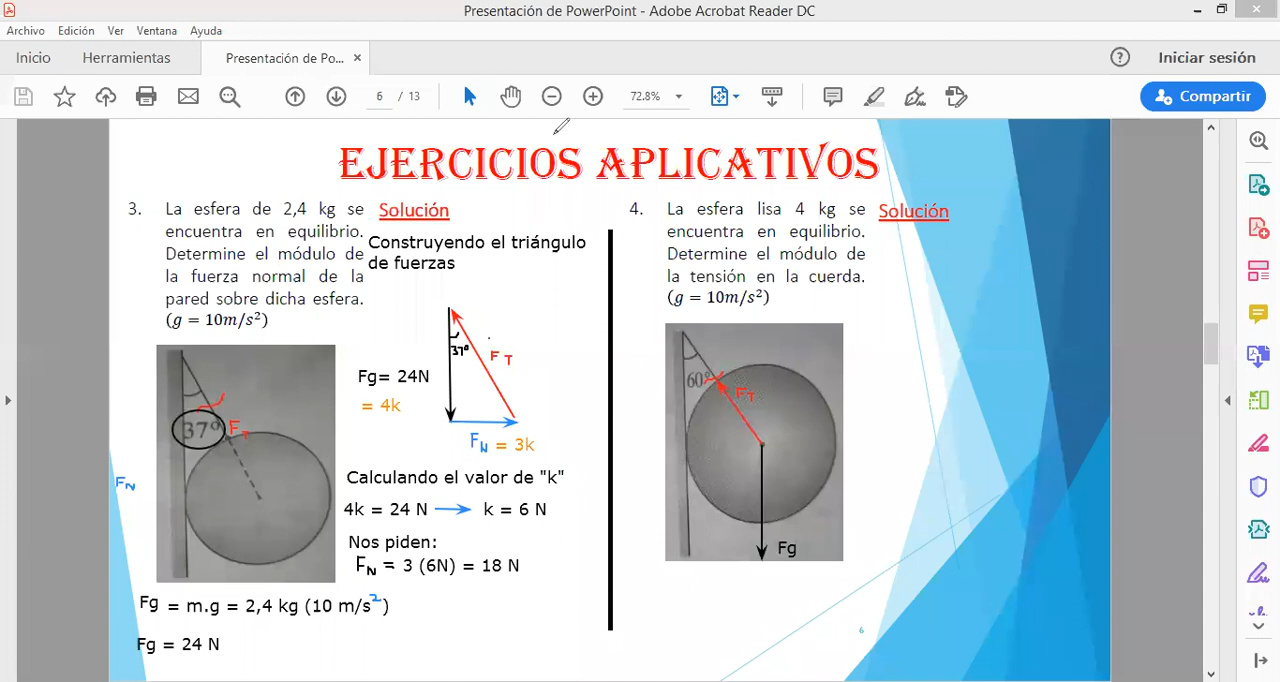 Presentación de PowerPoint - Adobe Acrobat Reader DC
Archivo Edición Ver Ventana Ayuda
Inicio Herramientas Presentación de Po... × Iniciar sesión
6 / 13 72.8% Compartir
EJERCICIOS APLICATIVOS
3. La esfera de 2,4 kg se
encuentra en equilibrio.
Determine el módulo de
la fuerza normal de la
pared sobre dicha esfera.
(g = 10m/s²)
Solución
Construyendo el triángulo
de fuerzas
37°
F T
Fg= 24N
= 4k
F N = 3k
37°
F T
F N
Calculando el valor de "k"
4k = 24 N k = 6 N
Nos piden:
F N = 3 (6N) = 18 N
Fg = m.g = 2,4 kg (10 m/s²)
Fg = 24 N
4. La esfera lisa 4 kg se
encuentra en equilibrio.
Determine el módulo de
la tensión en la cuerda.
(g = 10m/s²)
Solución
60°
F T
Fg
6